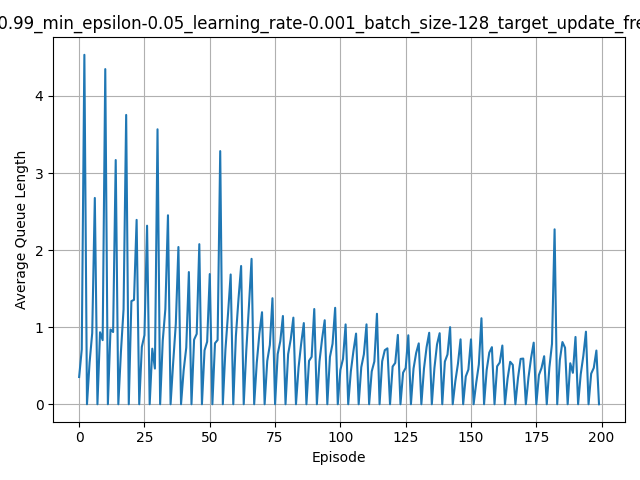 0.99_min_epsilon-0.05_learning_rate-0.001_batch_size-128_target_update_fre
Average Queue Length
4
3
2
1
0
0 25 50 75 100 125 150 175 200
Episode